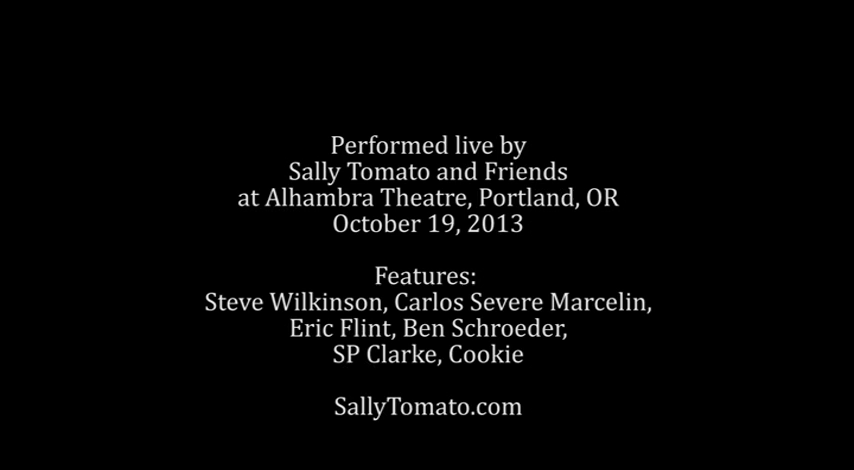 Performed live by
Sally Tomato and Friends
at Alhambra Theatre, Portland, OR
October 19, 2013
Features:
Steve Wilkinson, Carlos Severe Marcelin,
Eric Flint, Ben Schroeder,
SP Clarke, Cookie
SallyTomato.com